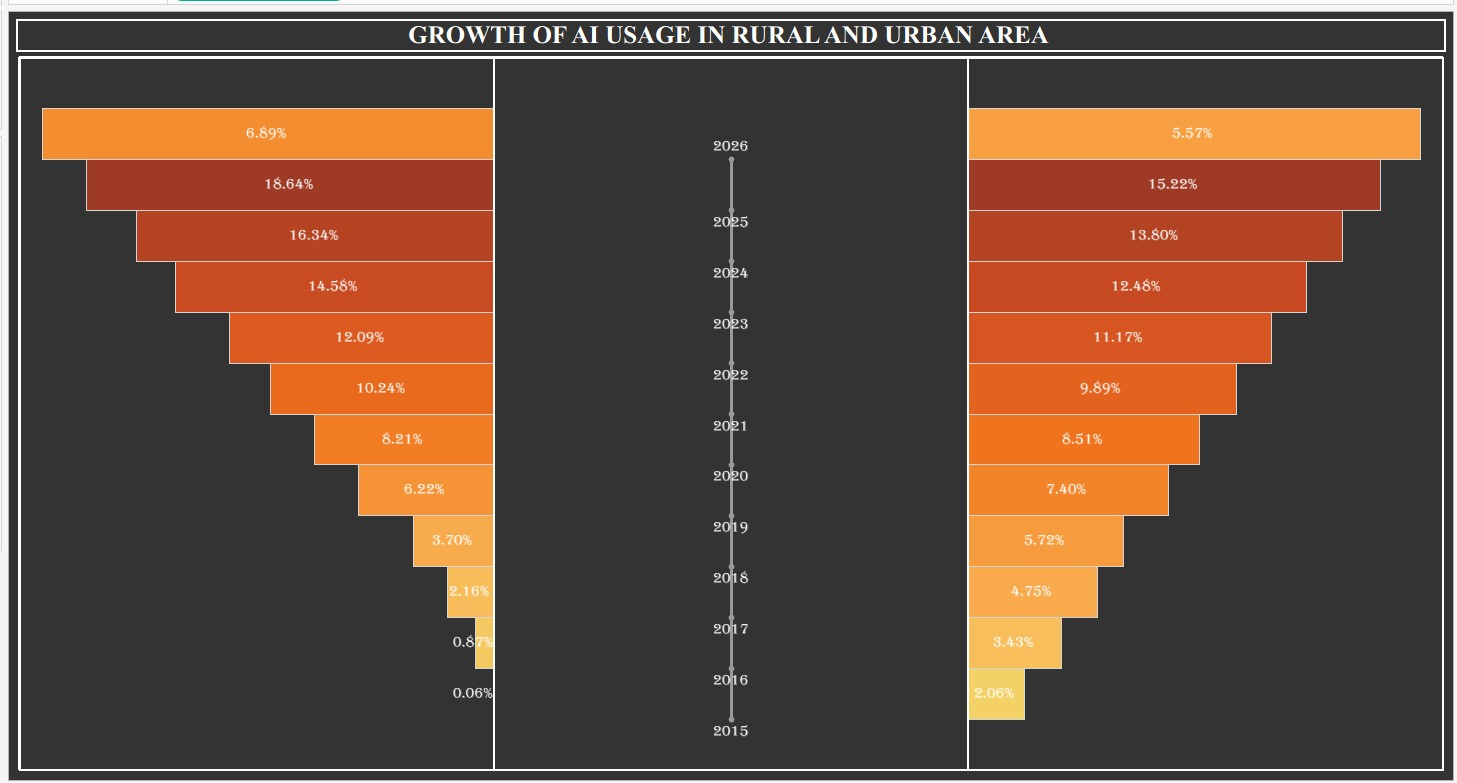 GROWTH OF AI USAGE IN RURAL AND URBAN AREA
6.89% 2026 5.57%
18.64% 2025 15.22%
16.34% 2024 13.80%
14.58% 2023 12.48%
12.09% 2022 11.17%
10.24% 2021 9.89%
8.21% 2020 8.51%
6.22% 2019 7.40%
3.70% 2018 5.72%
2.16% 2017 4.75%
0.87% 2016 3.43%
0.06% 2015 2.06%